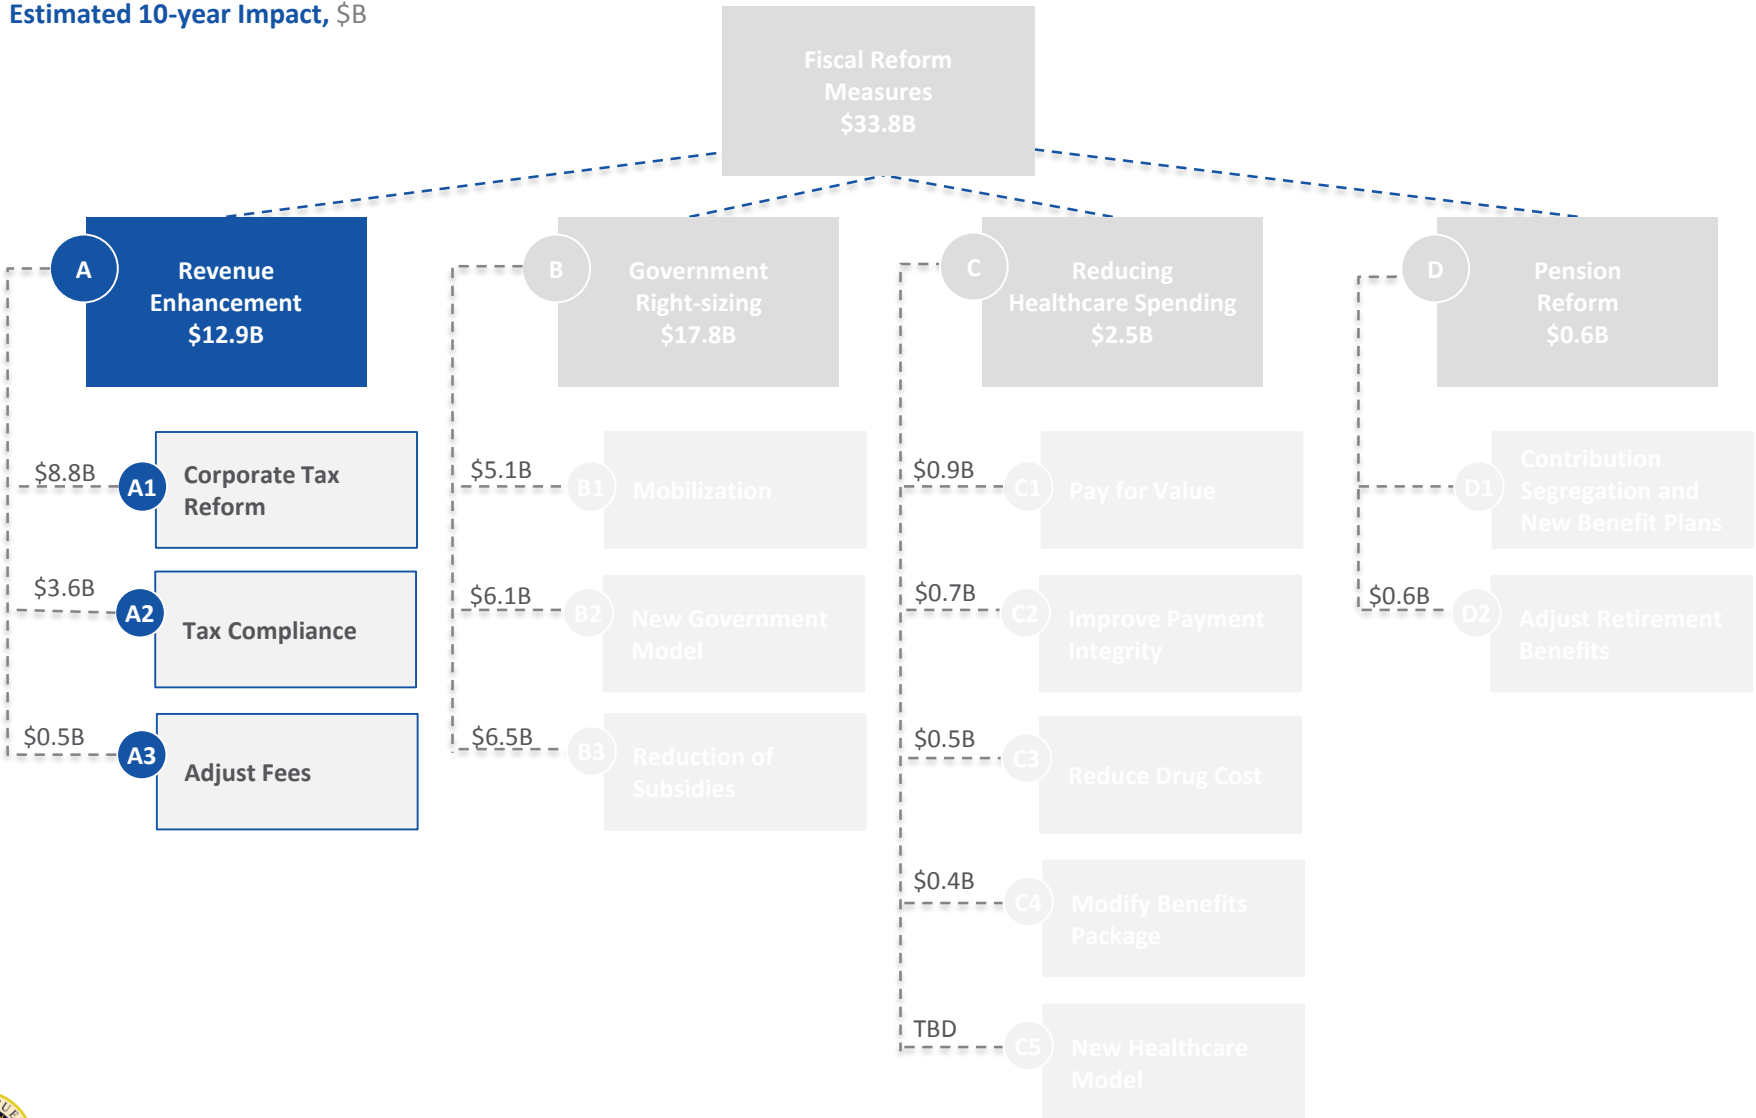 Estimated 10-year Impact, $B
Fiscal Reform
Measures
$33.8B
A
Revenue
Enhancement
$12.9B
$8.8B
A1
Corporate Tax
Reform
$3.6B
A2
Tax Compliance
$0.5B
A3
Adjust Fees
B
Government
Right-sizing
$17.8B
$5.1B
B1
Mobilization
$6.1B
B2
New Government
Model
$6.5B
B3
Reduction of
Subsidies
C
Reducing
Healthcare Spending
$2.5B
$0.9B
C1
Pay for Value
$0.7B
C2
Improve Payment
Integrity
$0.5B
C3
Reduce Drug Cost
$0.4B
C4
Modify Benefits
Package
TBD
C5
New Healthcare
Model
D
Pension
Reform
$0.6B
D1
Contribution
Segregation and
New Benefit Plans
$0.6B
D2
Adjust Retirement
Benefits